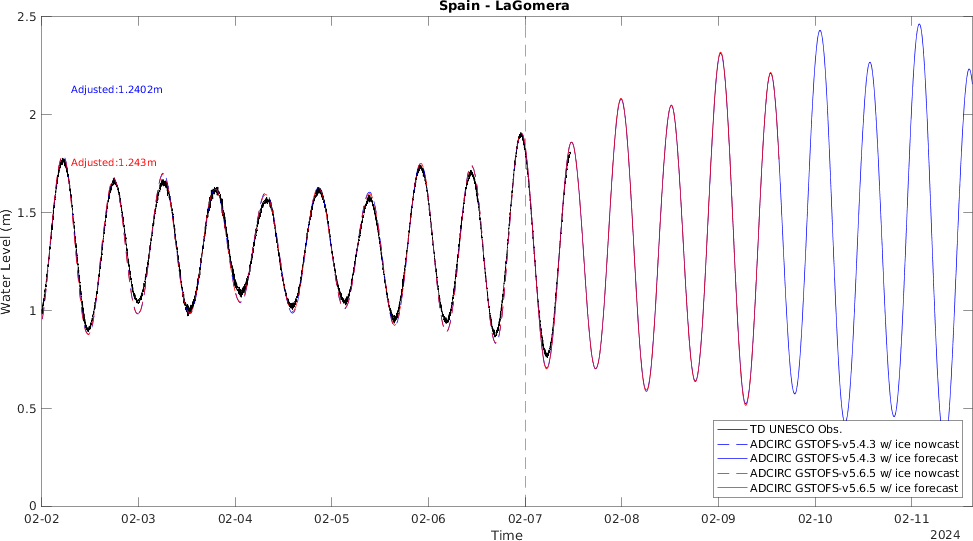 Spain - LaGomera
2.5
2
1.5
1
0.5
0
Water Level (m)
Adjusted:1.2402m
Adjusted:1.243m
TD UNESCO Obs.
ADCIRC GSTOFS-v5.4.3 w/ ice nowcast
ADCIRC GSTOFS-v5.4.3 w/ ice forecast
ADCIRC GSTOFS-v5.6.5 w/ ice nowcast
ADCIRC GSTOFS-v5.6.5 w/ ice forecast
02-02 02-03 02-04 02-05 02-06 02-07 02-08 02-09 02-10 02-11
Time
2024